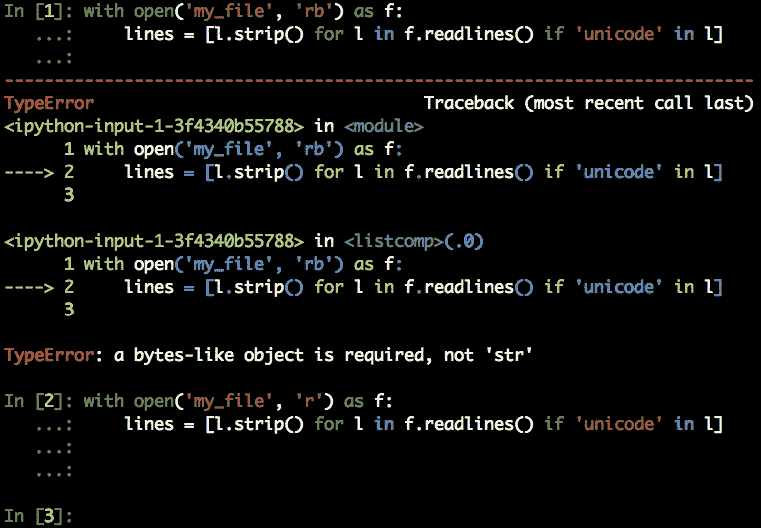 In [1]: with open('my_file', 'rb') as f:
   ...:     lines = [l.strip() for l in f.readlines() if 'unicode' in l]
   ...:
---------------------------------------------------------------------------
TypeError                                 Traceback (most recent call last)
<ipython-input-1-3f4340b55788> in <module>
      1 with open('my_file', 'rb') as f:
----> 2     lines = [l.strip() for l in f.readlines() if 'unicode' in l]
      3
<ipython-input-1-3f4340b55788> in <listcomp>(.0)
      1 with open('my_file', 'rb') as f:
----> 2     lines = [l.strip() for l in f.readlines() if 'unicode' in l]
      3
TypeError: a bytes-like object is required, not 'str'
In [2]: with open('my_file', 'r') as f:
   ...:     lines = [l.strip() for l in f.readlines() if 'unicode' in l]
   ...:
   ...:
In [3]: